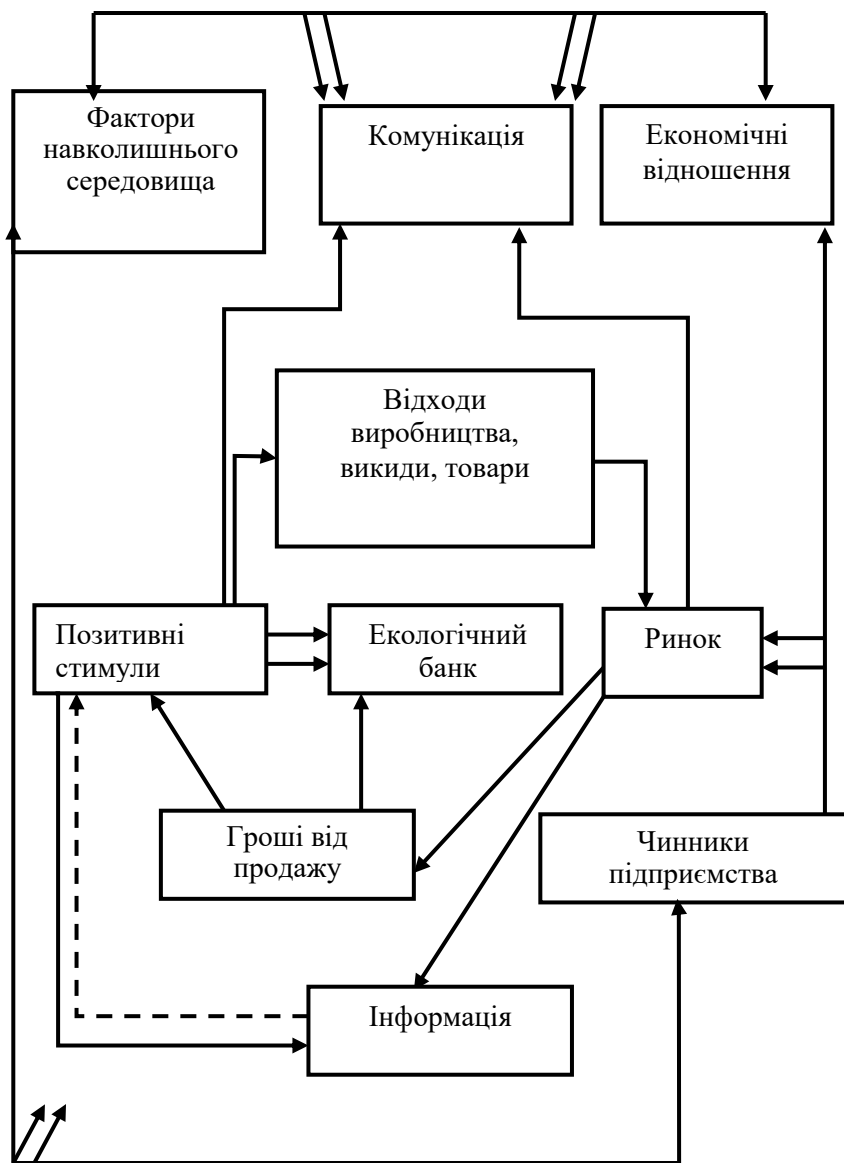 Фактори
навколишнього
середовища
Комунікація
Економічні
відношення
Відходи
виробництва,
викиди, товари
Позитивні
стимули
Екологічний
банк
Ринок
Гроші від
продажу
Чинники
підприємства
Інформація